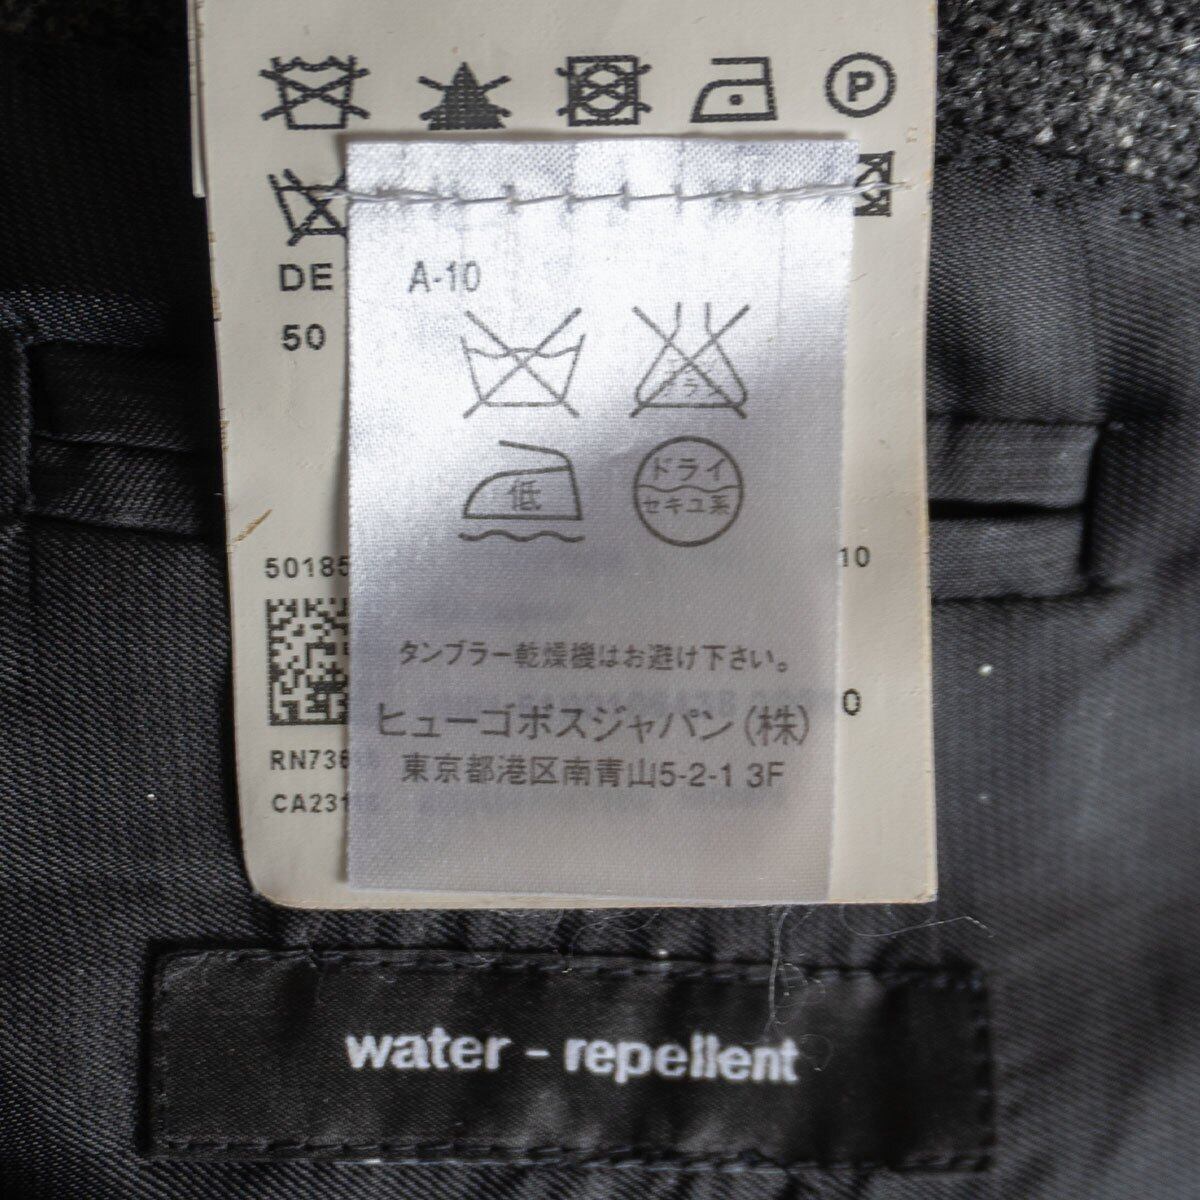 P
DE
50
A-10
低
ドライ
セキユ系
タンブラー乾燥機はお避け下さい。
ヒューゴボスジャパン(株)
東京都港区南青山5-2-1 3F
50185
10
0
RN736
CA231
water - repellent